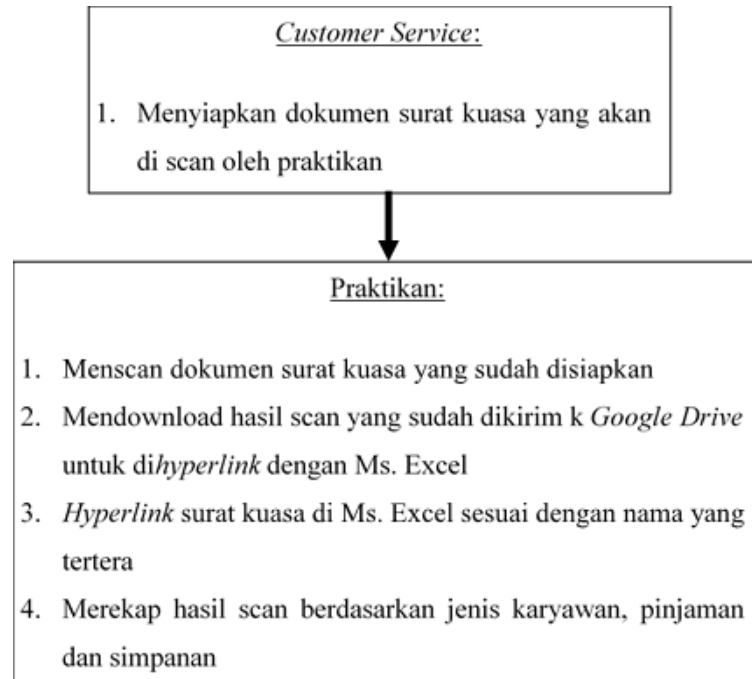 Customer Service:
1. Menyiapkan dokumen surat kuasa yang akan
di scan oleh praktikan
Praktikan:
1. Menscan dokumen surat kuasa yang sudah disiapkan
2. Mendownload hasil scan yang sudah dikirim k Google Drive
untuk dihyperlink dengan Ms. Excel
3. Hyperlink surat kuasa di Ms. Excel sesuai dengan nama yang
tertera
4. Merekap hasil scan berdasarkan jenis karyawan, pinjaman
dan simpanan